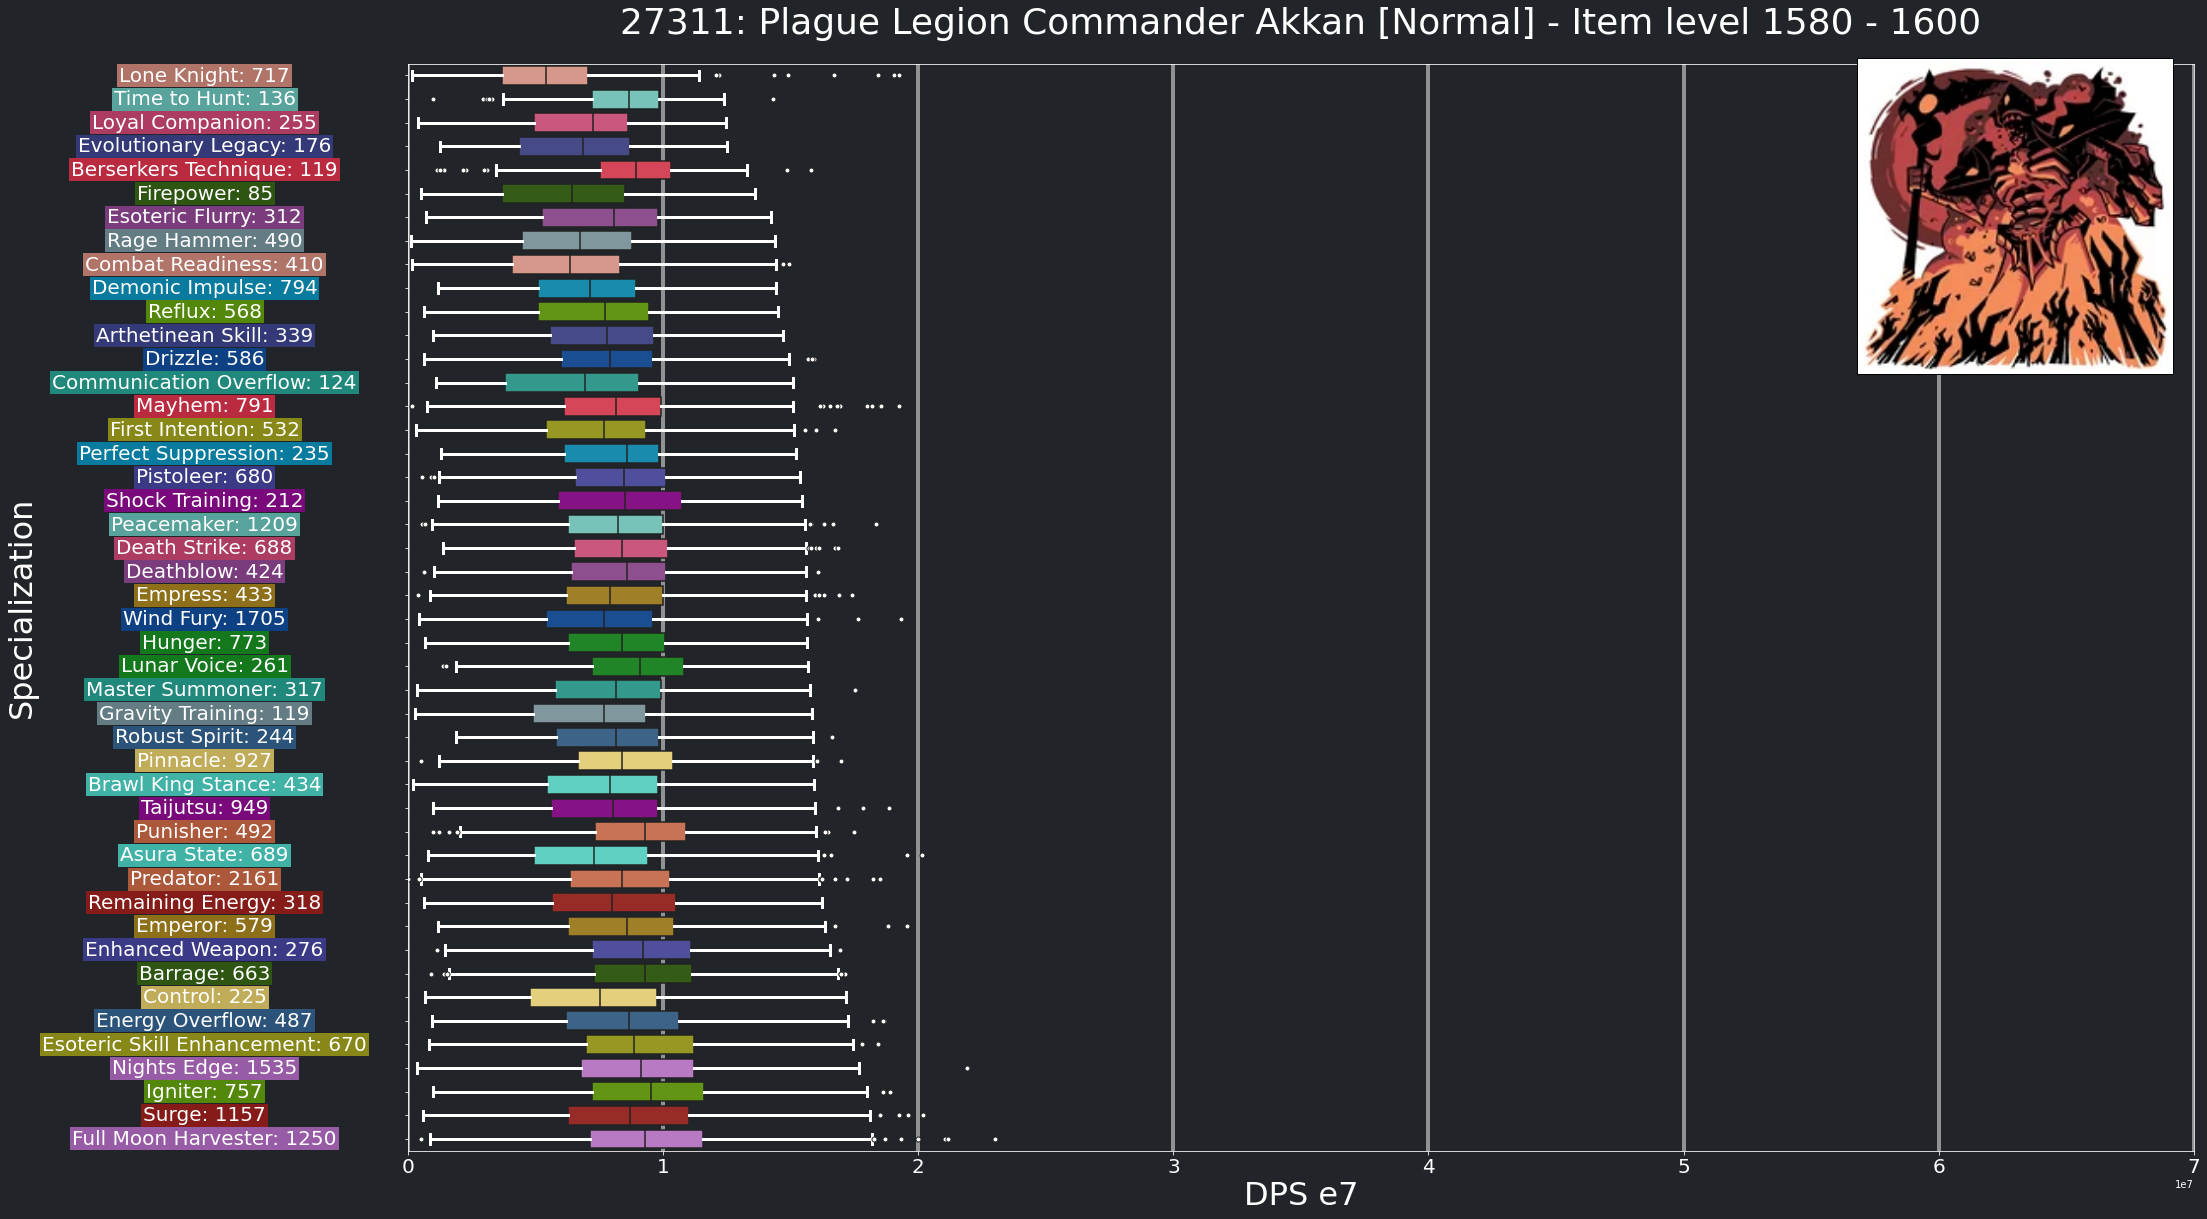 27311: Plague Legion Commander Akkan [Normal] - Item level 1580 - 1600
Specialization
Lone Knight: 717
Time to Hunt: 136
Loyal Companion: 255
Evolutionary Legacy: 176
Berserkers Technique: 119
Firepower: 85
Esoteric Flurry: 312
Rage Hammer: 490
Combat Readiness: 410
Demonic Impulse: 794
Reflux: 568
Arthetinean Skill: 339
Drizzle: 586
Communication Overflow: 124
Mayhem: 791
First Intention: 532
Perfect Suppression: 235
Pistoleer: 680
Shock Training: 212
Peacemaker: 1209
Death Strike: 688
Deathblow: 424
Empress: 433
Wind Fury: 1705
Hunger: 773
Lunar Voice: 261
Master Summoner: 317
Gravity Training: 119
Robust Spirit: 244
Pinnacle: 927
Brawl King Stance: 434
Taijutsu: 949
Punisher: 492
Asura State: 689
Predator: 2161
Remaining Energy: 318
Emperor: 579
Enhanced Weapon: 276
Barrage: 663
Control: 225
Energy Overflow: 487
Esoteric Skill Enhancement: 670
Nights Edge: 1535
Igniter: 757
Surge: 1157
Full Moon Harvester: 1250
0 1 2 3 4 5 6 7
DPS e7
1e7